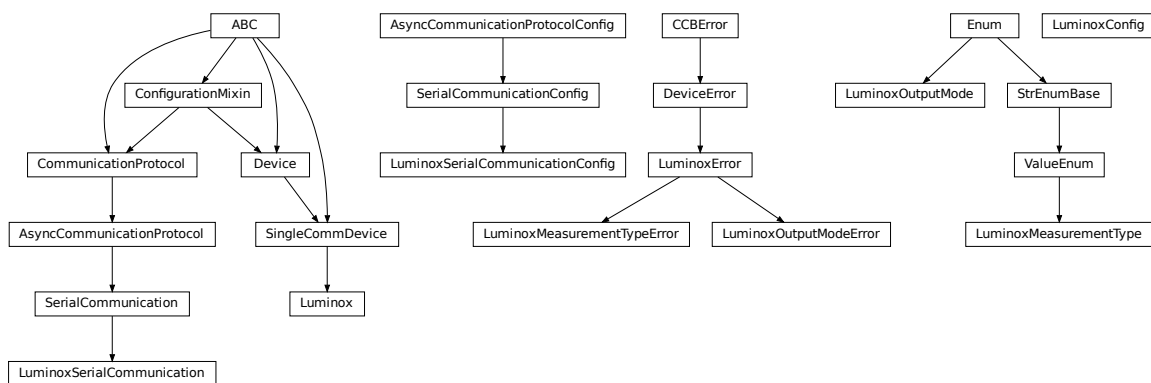 ABC
AsyncCommunicationProtocolConfig
CCBError
Enum
LuminoxConfig
ConfigurationMixin
SerialCommunicationConfig
DeviceError
LuminoxOutputMode
StrEnumBase
CommunicationProtocol
Device
LuminoxSerialCommunicationConfig
LuminoxError
ValueEnum
AsyncCommunicationProtocol
SingleCommDevice
LuminoxMeasurementTypeError
LuminoxOutputModeError
LuminoxMeasurementType
SerialCommunication
Luminox
LuminoxSerialCommunication